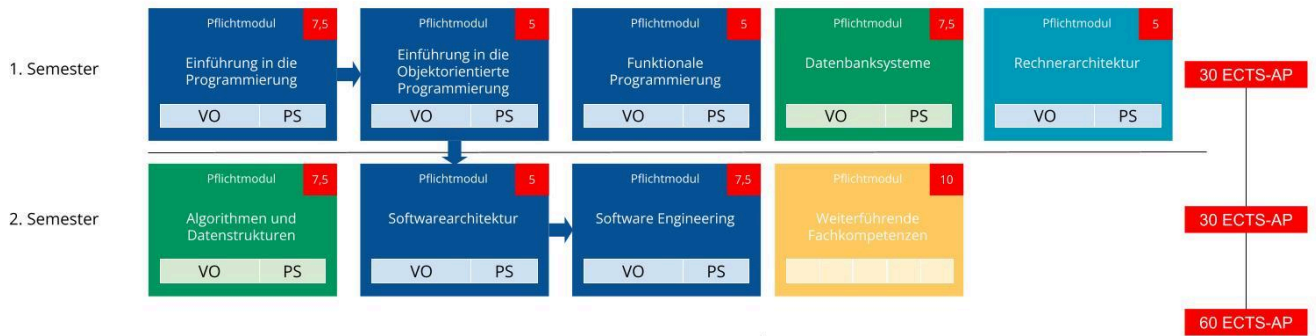 Pflichtmodul 7,5
Pflichtmodul 5
Pflichtmodul 5
Pflichtmodul 7,5
Pflichtmodul 5
1. Semester
Einführung in die
Programmierung
VO PS
Einführung in die
Objektorientierte
Programmierung
VO PS
Funktionale
Programmierung
VO PS
Datenbanksysteme
VO PS
Rechnerarchitektur
VO PS
30 ECTS-AP
2. Semester
Pflichtmodul 7,5
Algorithmen und
Datenstrukturen
VO PS
Pflichtmodul 5
Softwarearchitektur
VO PS
Pflichtmodul 7,5
Software Engineering
VO PS
Pflichtmodul 10
Weiterführende
Fachkompetenzen
30 ECTS-AP
60 ECTS-AP